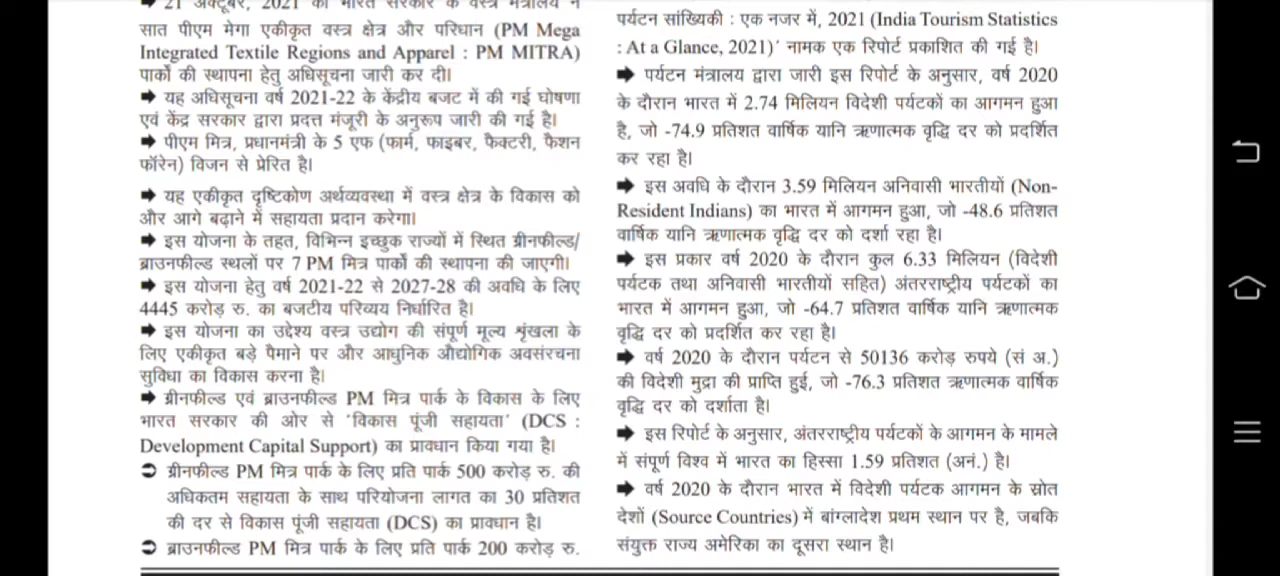 ➡ 21 अक्टूबर, 2021 को भारत सरकार के वस्त्र मंत्रालय ने
सात पीएम मेगा एकीकृत वस्त्र क्षेत्र और परिधान (PM Mega
Integrated Textile Regions and Apparel : PM MITRA)
पार्कों की स्थापना हेतु अधिसूचना जारी कर दी।
➡ यह अधिसूचना वर्ष 2021-22 के केंद्रीय बजट में की गई घोषणा
एवं केंद्र सरकार द्वारा प्रदत्त मंजूरी के अनुरूप जारी की गई है।
➡ पीएम मित्र, प्रधानमंत्री के 5 एफ (फार्म, फाइबर, फैक्टरी, फैशन
फॉरेन) विजन से प्रेरित है।
➡ यह एकीकृत दृष्टिकोण अर्थव्यवस्था में वस्त्र क्षेत्र के विकास को
और आगे बढ़ाने में सहायता प्रदान करेगा।
➡ इस योजना के तहत, विभिन्न इच्छुक राज्यों में स्थित ग्रीनफील्ड/
ब्राउनफील्ड स्थलों पर 7 PM मित्र पार्कों की स्थापना की जाएगी।
➡ इस योजना हेतु वर्ष 2021-22 से 2027-28 की अवधि के लिए
4445 करोड़ रु. का बजटीय परिव्यय निर्धारित है।
➡ इस योजना का उद्देश्य वस्त्र उद्योग की संपूर्ण मूल्य शृंखला के
लिए एकीकृत बड़े पैमाने पर और आधुनिक औद्योगिक अवसंरचना
सुविधा का विकास करना है।
➡ ग्रीनफील्ड एवं ब्राउनफील्ड PM मित्र पार्क के विकास के लिए
भारत सरकार की ओर से 'विकास पूंजी सहायता' (DCS :
Development Capital Support) का प्रावधान किया गया है।
➲ ग्रीनफील्ड PM मित्र पार्क के लिए प्रति पार्क 500 करोड़ रु. की
अधिकतम सहायता के साथ परियोजना लागत का 30 प्रतिशत
की दर से विकास पूंजी सहायता (DCS) का प्रावधान है।
➲ ब्राउनफील्ड PM मित्र पार्क के लिए प्रति पार्क 200 करोड़ रु.
पर्यटन सांख्यिकी : एक नजर में, 2021 (India Tourism Statistics
: At a Glance, 2021)' नामक एक रिपोर्ट प्रकाशित की गई है।
➡ पर्यटन मंत्रालय द्वारा जारी इस रिपोर्ट के अनुसार, वर्ष 2020
के दौरान भारत में 2.74 मिलियन विदेशी पर्यटकों का आगमन हुआ
है, जो -74.9 प्रतिशत वार्षिक यानि ऋणात्मक वृद्धि दर को प्रदर्शित
कर रहा है।
➡ इस अवधि के दौरान 3.59 मिलियन अनिवासी भारतीयों (Non-
Resident Indians) का भारत में आगमन हुआ, जो -48.6 प्रतिशत
वार्षिक यानि ऋणात्मक वृद्धि दर को दर्शा रहा है।
➡ इस प्रकार वर्ष 2020 के दौरान कुल 6.33 मिलियन (विदेशी
पर्यटक तथा अनिवासी भारतीयों सहित) अंतरराष्ट्रीय पर्यटकों का
भारत में आगमन हुआ, जो -64.7 प्रतिशत वार्षिक यानि ऋणात्मक
वृद्धि दर को प्रदर्शित कर रहा है।
➡ वर्ष 2020 के दौरान पर्यटन से 50136 करोड़ रुपये (सं अ.)
की विदेशी मुद्रा की प्राप्ति हुई, जो -76.3 प्रतिशत ऋणात्मक वार्षिक
वृद्धि दर को दर्शाता है।
➡ इस रिपोर्ट के अनुसार, अंतरराष्ट्रीय पर्यटकों के आगमन के मामले
में संपूर्ण विश्व में भारत का हिस्सा 1.59 प्रतिशत (अनं.) है।
➡ वर्ष 2020 के दौरान भारत में विदेशी पर्यटक आगमन के स्रोत
देशों (Source Countries) में बांग्लादेश प्रथम स्थान पर है, जबकि
संयुक्त राज्य अमेरिका का दूसरा स्थान है।